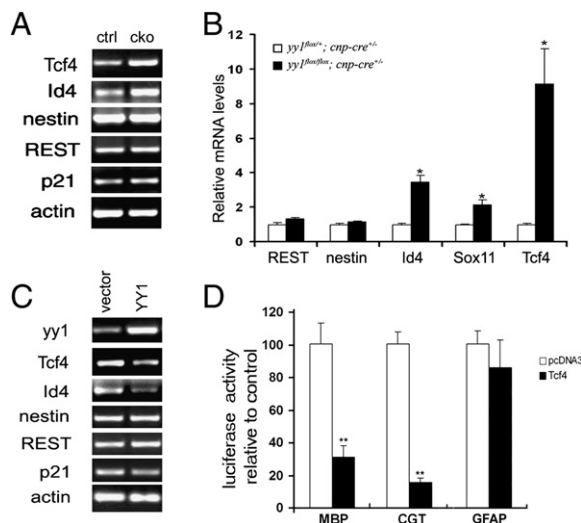 A
ctrl cko
Tcf4
Id4
nestin
REST
p21
actin
B
yy1flox/+; cnp-cre+/-
yy1flox/flox; cnp-cre+/-
Relative mRNA levels
12
10
8
6
4
2
0
*
*
*
REST nestin Id4 Sox11 Tcf4
C
vector YY1
yy1
Tcf4
Id4
nestin
REST
p21
actin
D
pcDNA3
Tcf4
luciferase activity
relative to control
120
100
80
60
40
20
0
**
**
MBP CGT GFAP